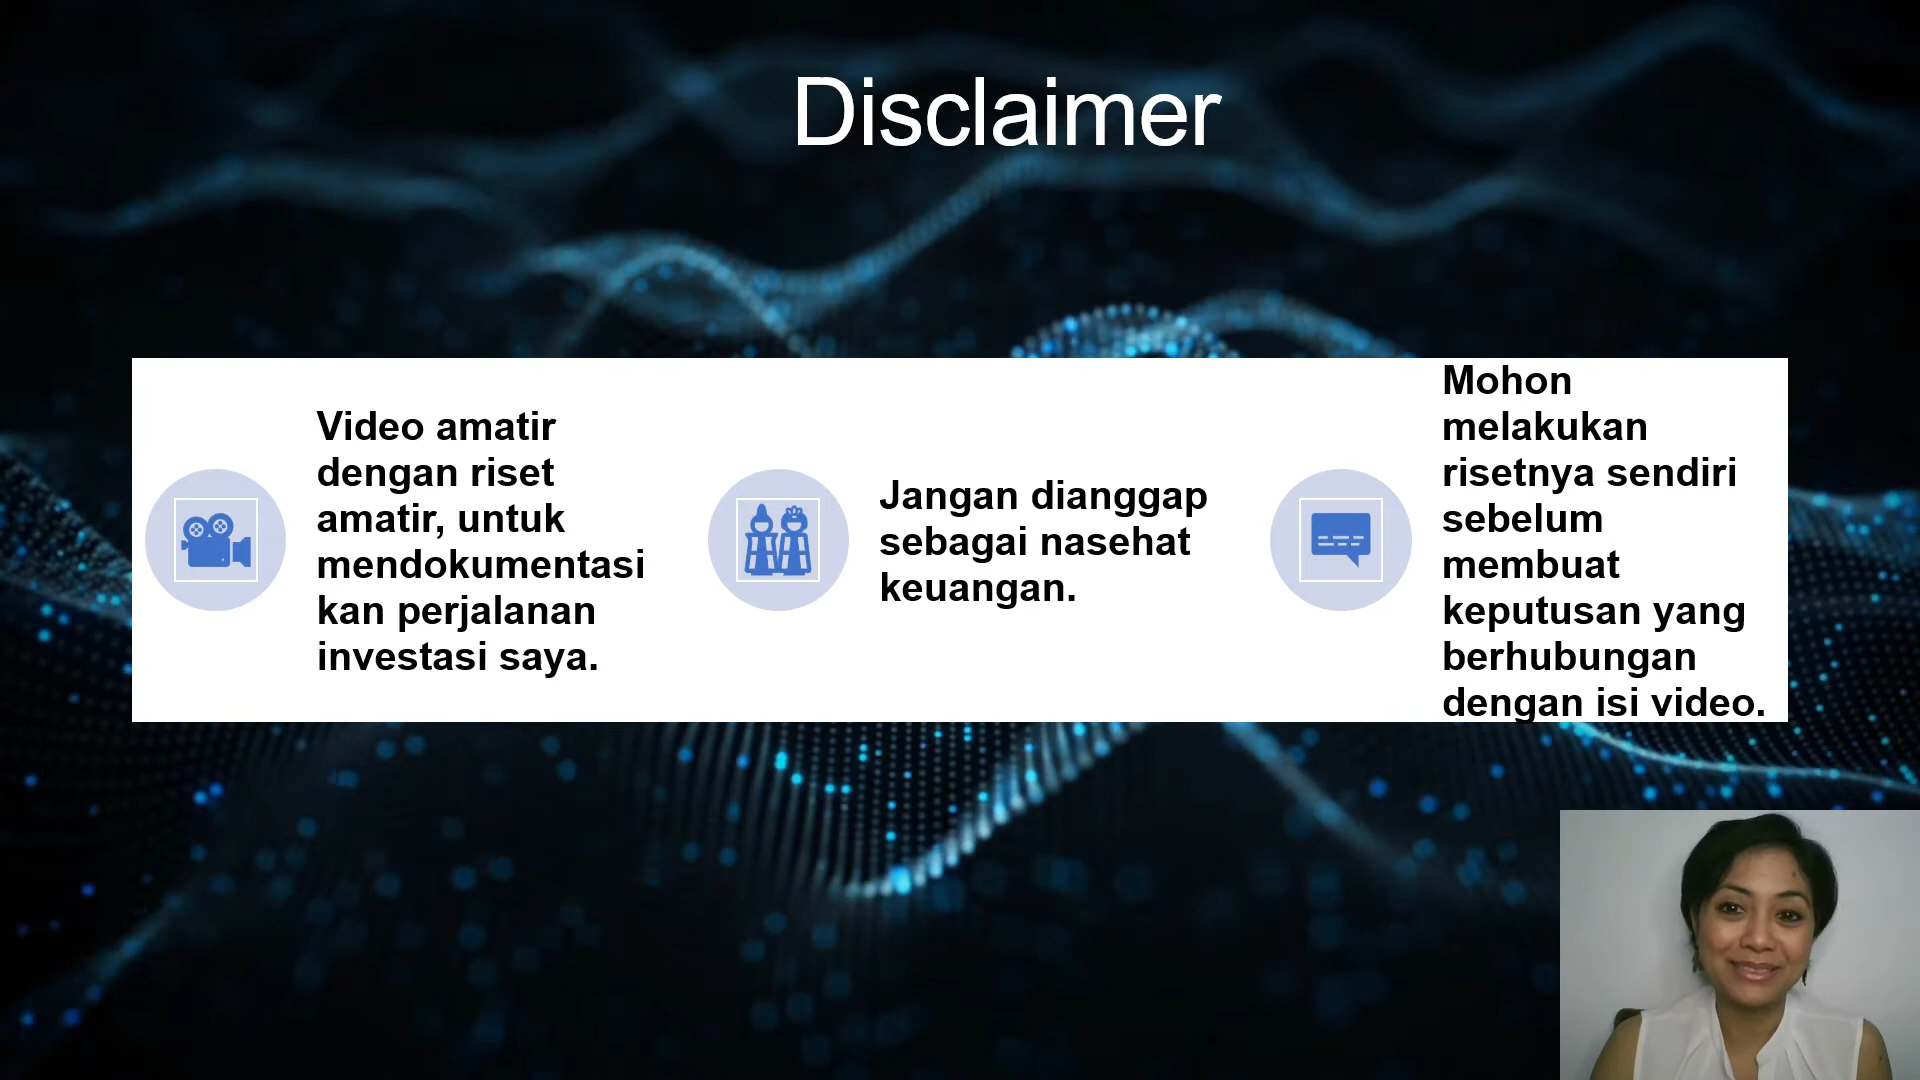 Disclaimer
Video amatir
dengan riset
amatir, untuk
mendokumentasi
kan perjalanan
investasi saya.
Jangan dianggap
sebagai nasehat
keuangan.
Mohon
melakukan
risetnya sendiri
sebelum
membuat
keputusan yang
berhubungan
dengan isi video.